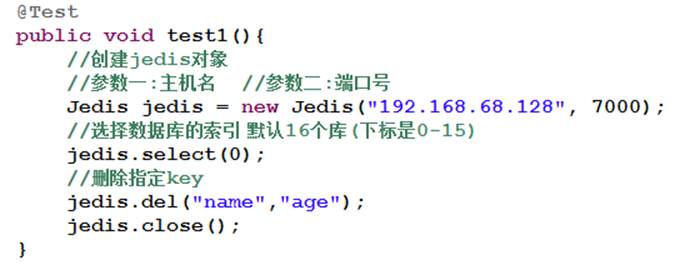 @Test
public void test1(){
//创建jedis对象
//参数一:主机名 //参数二:端口号
Jedis jedis = new Jedis("192.168.68.128", 7000);
//选择数据库的索引 默认16个库(下标是0-15)
jedis.select(0);
//删除指定key
jedis.del("name","age");
jedis.close();
}